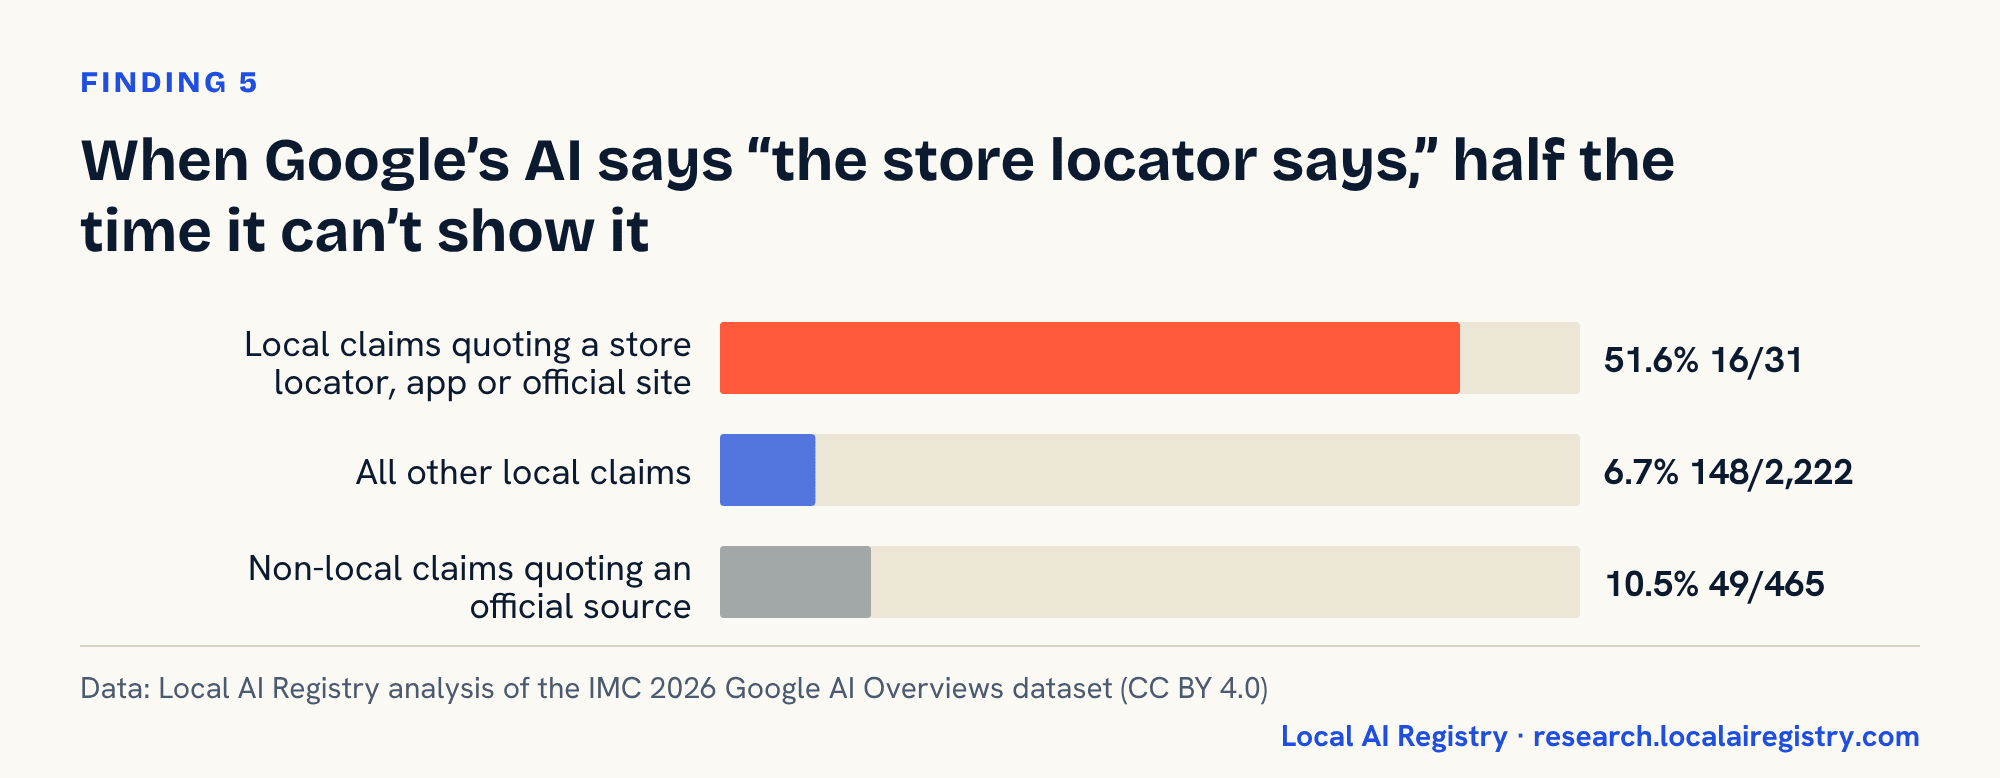 FINDING 5
When Google’s AI says “the store locator says,” half the
time it can’t show it
Local claims quoting a store
locator, app or official site
51.6% 16/31
All other local claims
6.7% 148/2,222
Non-local claims quoting an
official source
10.5% 49/465
Data: Local AI Registry analysis of the IMC 2026 Google AI Overviews dataset (CC BY 4.0)
Local AI Registry · research.localairegistry.com